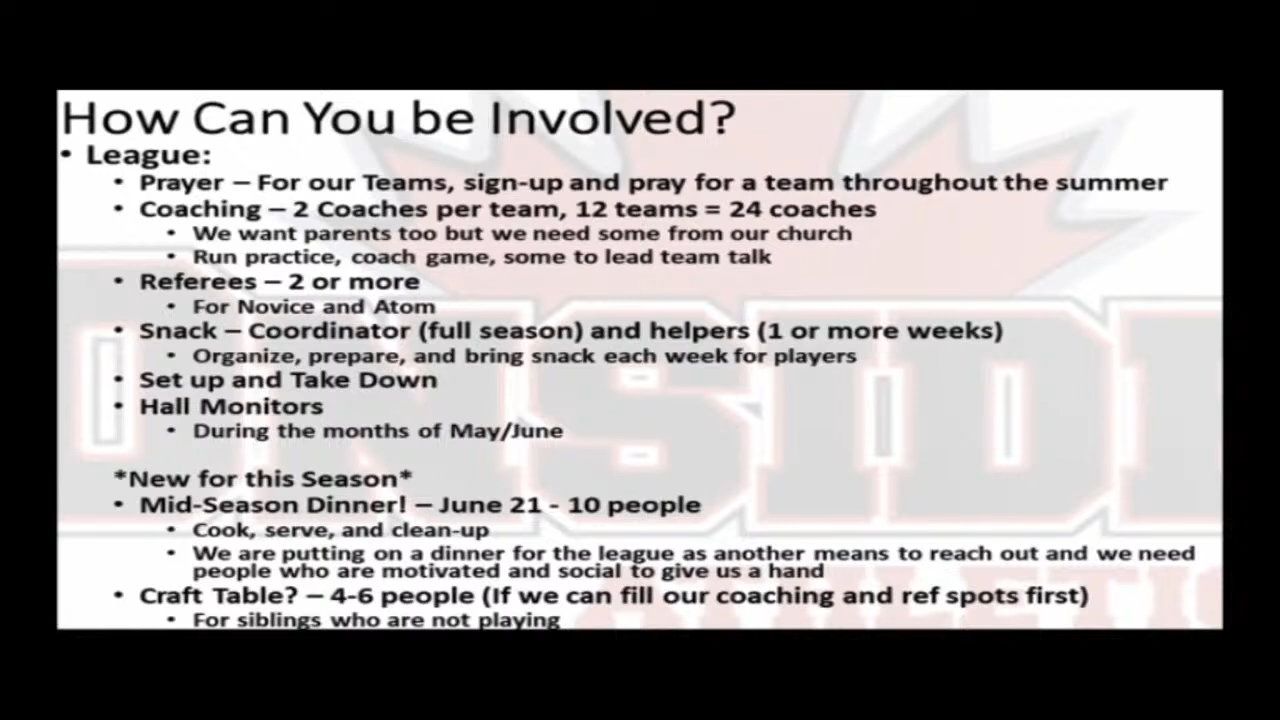 How Can You be Involved?
• League:
• Prayer – For our Teams, sign-up and pray for a team throughout the summer
• Coaching – 2 Coaches per team, 12 teams = 24 coaches
• We want parents too but we need some from our church
• Run practice, coach game, some to lead team talk
• Referees – 2 or more
• For Novice and Atom
• Snack – Coordinator (full season) and helpers (1 or more weeks)
• Organize, prepare, and bring snack each week for players
• Set up and Take Down
• Hall Monitors
• During the months of May/June
*New for this Season*
• Mid-Season Dinner! – June 21 - 10 people
• Cook, serve, and clean-up
• We are putting on a dinner for the league as another means to reach out and we need
people who are motivated and social to give us a hand
• Craft Table? – 4-6 people (If we can fill our coaching and ref spots first)
• For siblings who are not playing